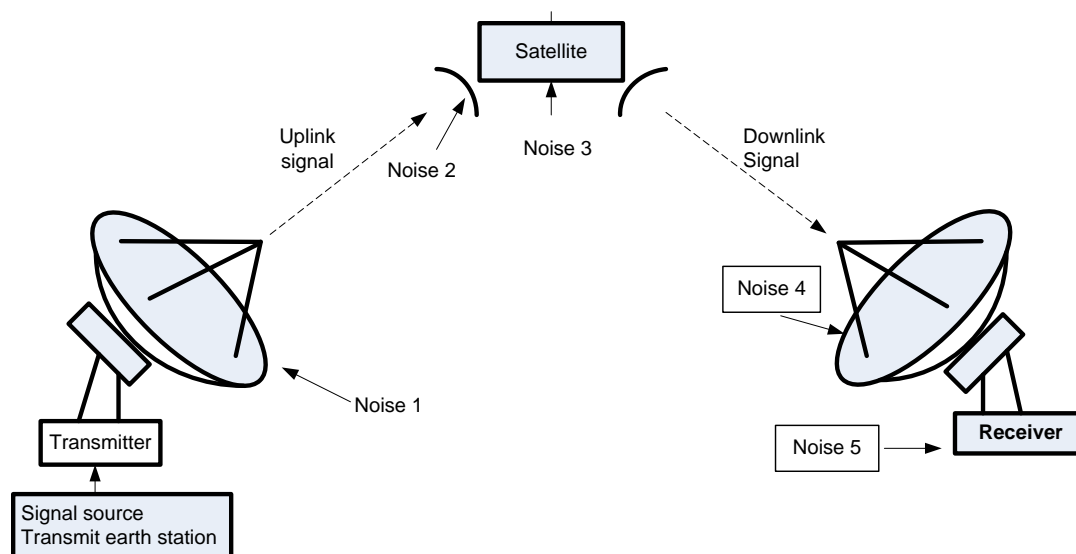 Satellite
Uplink
signal
Noise 2
Noise 3
Downlink
Signal
Noise 4
Noise 1
Transmitter
Noise 5
Receiver
Signal source
Transmit earth station